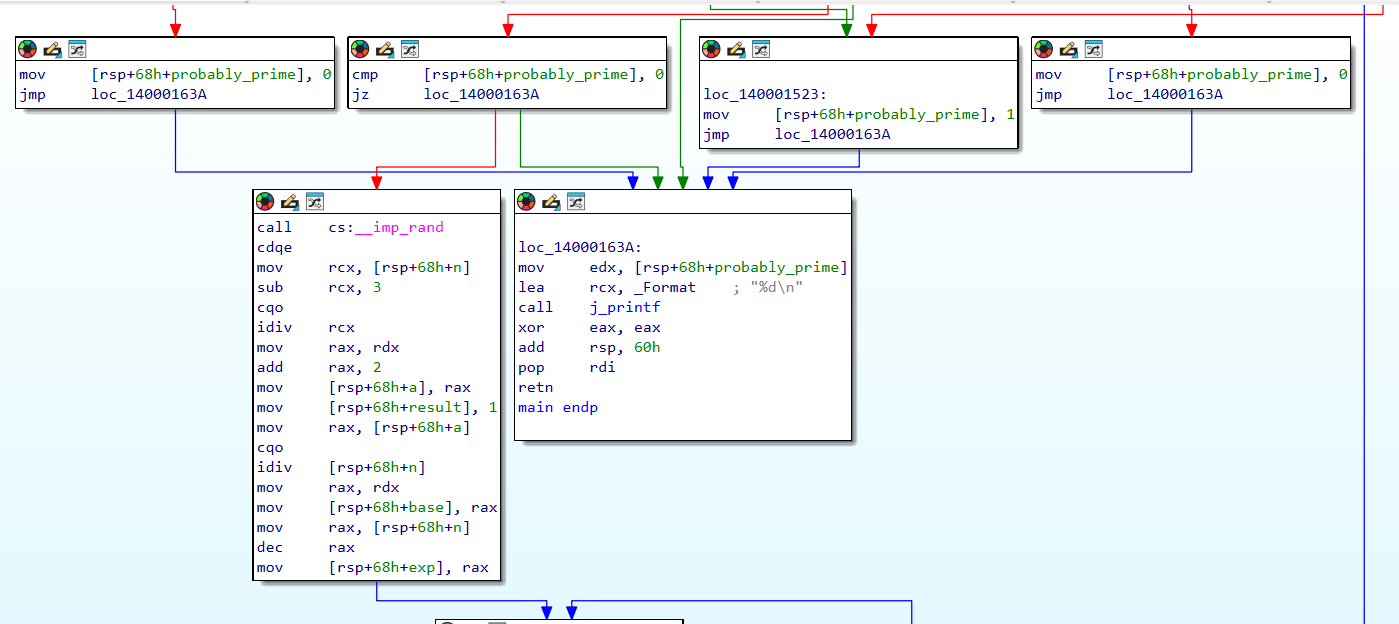 mov [rsp+68h+probably_prime], 0
jmp loc_14000163A
cmp [rsp+68h+probably_prime], 0
jz loc_14000163A
loc_140001523:
mov [rsp+68h+probably_prime], 1
jmp loc_14000163A
mov [rsp+68h+probably_prime], 0
jmp loc_14000163A
call cs:__imp_rand
cdqe
mov rcx, [rsp+68h+n]
sub rcx, 3
cqo
idiv rcx
mov rax, rdx
add rax, 2
mov [rsp+68h+a], rax
mov [rsp+68h+result], 1
mov rax, [rsp+68h+a]
cqo
idiv [rsp+68h+n]
mov rax, rdx
mov [rsp+68h+base], rax
mov rax, [rsp+68h+n]
dec rax
mov [rsp+68h+exp], rax
loc_14000163A:
mov edx, [rsp+68h+probably_prime]
lea rcx, _Format ; "%d\n"
call j_printf
xor eax, eax
add rsp, 60h
pop rdi
retn
main endp